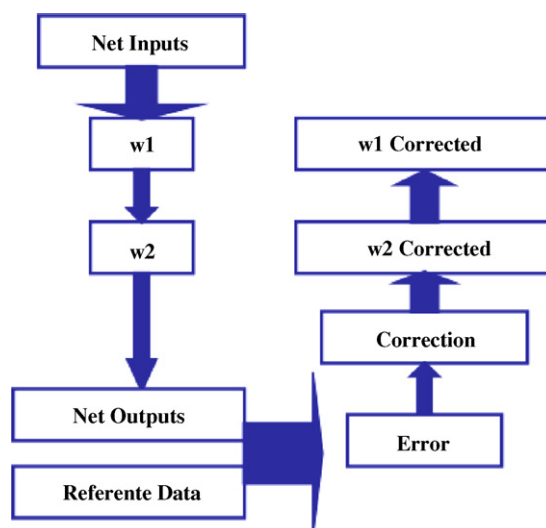 Net Inputs
w1
w2
Net Outputs
Referente Data
w1 Corrected
w2 Corrected
Correction
Error